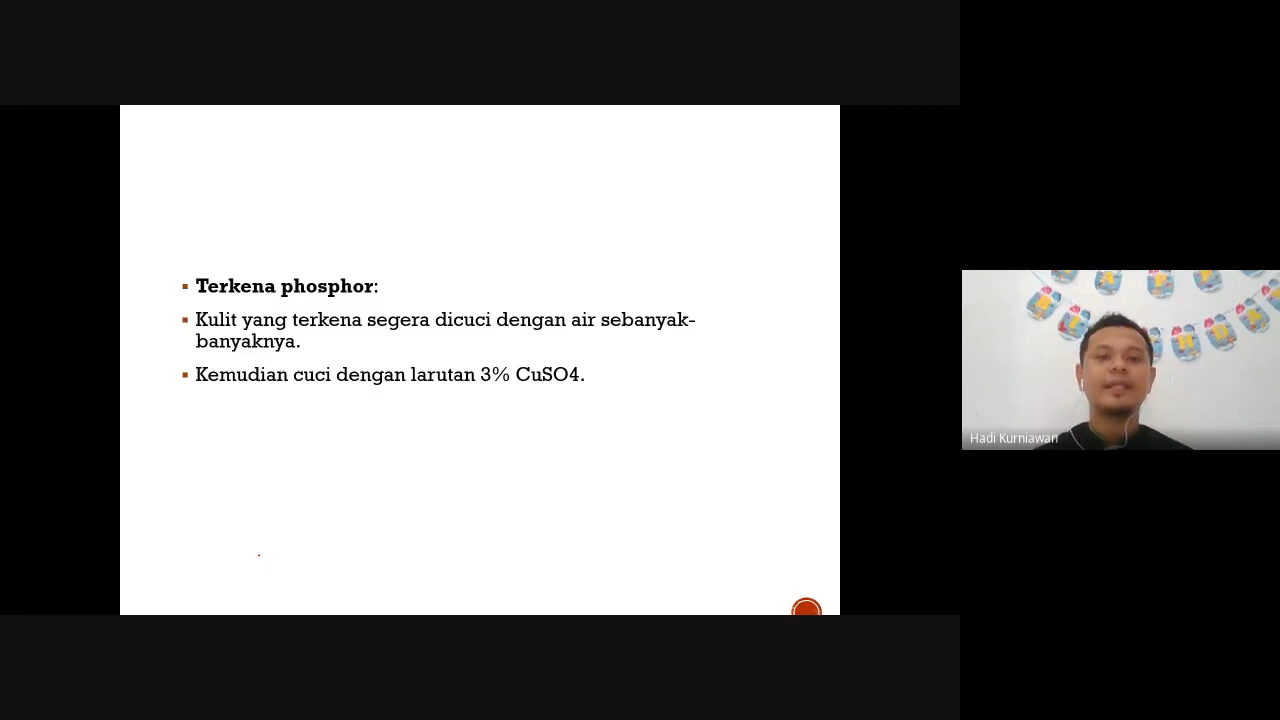 Terkena phosphor:
Kulit yang terkena segera dicuci dengan air sebanyak-
banyaknya.
Kemudian cuci dengan larutan 3% CuSO4.
Hadi Kurniawan